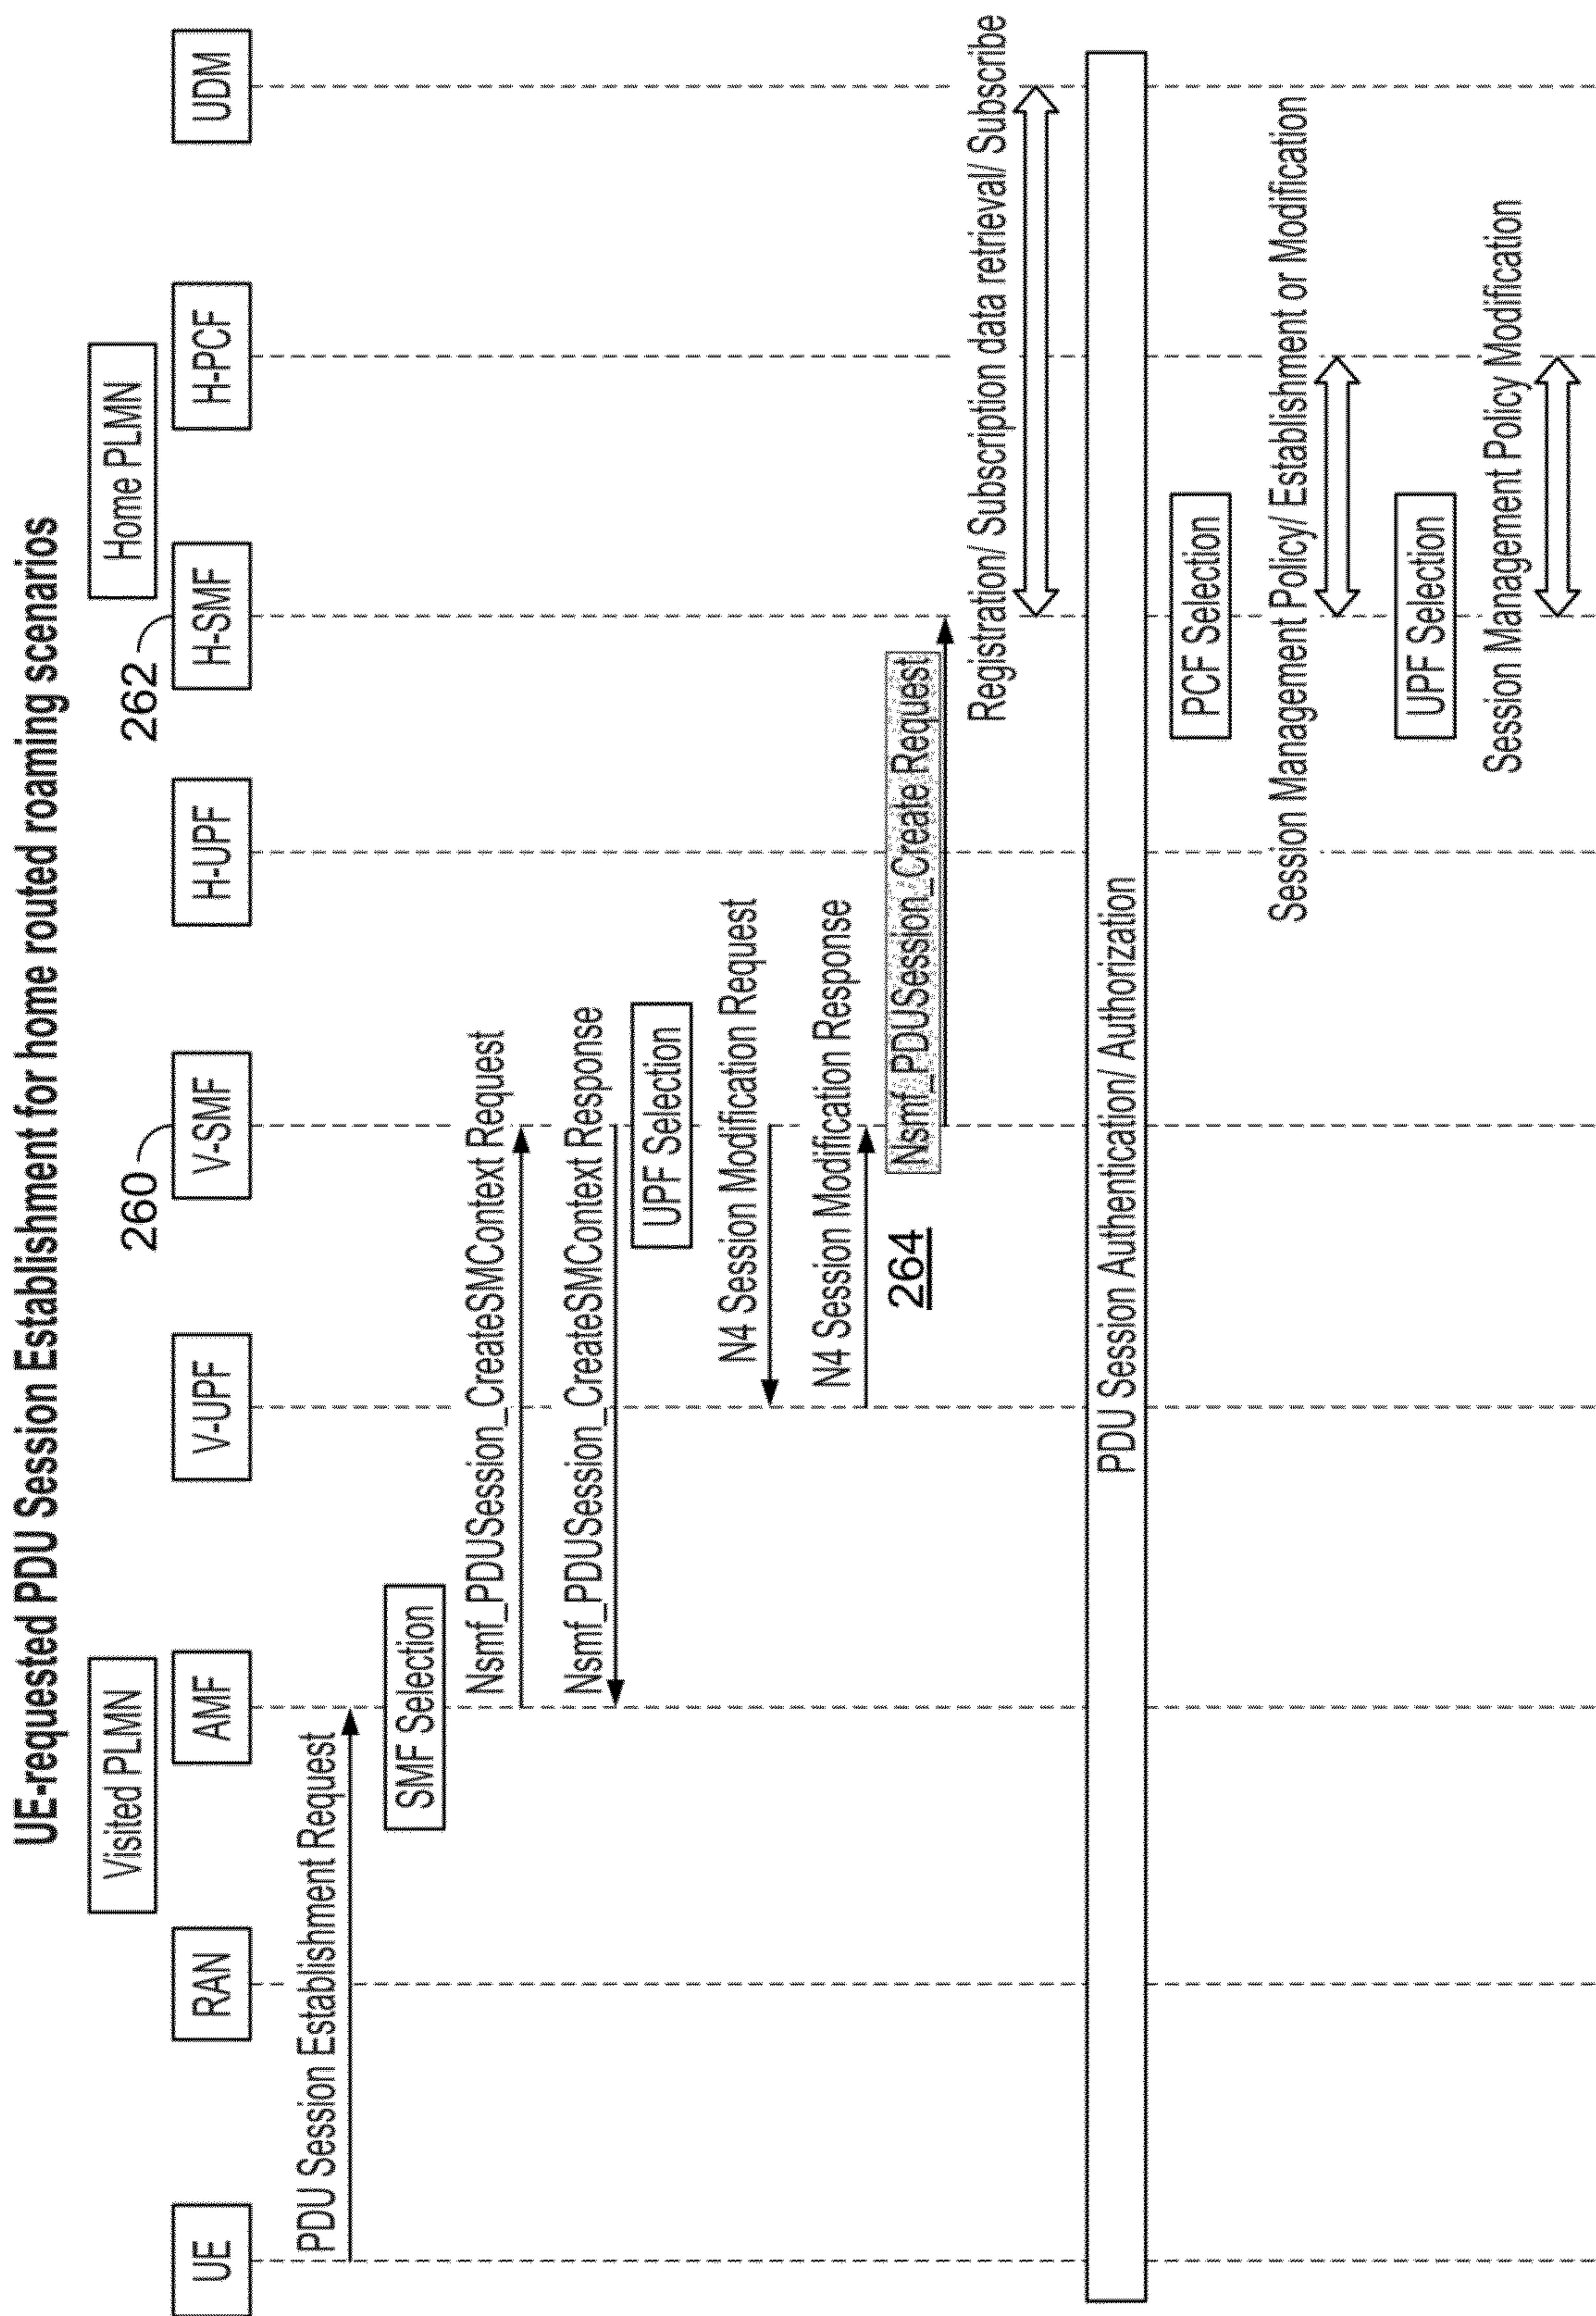 UE-requested PDU Session Establishment for home routed roaming scenarios
Visited PLMN
Home PLMN
260
262
UE
RAN
AMF
V-UPF
V-SMF
H-UPF
H-SMF
H-PCF
UDM
PDU Session Establishment Request
SMF Selection
Nsmf_PDUSession_CreateSMContext Request
Nsmf_PDUSession_CreateSMContext Response
UPF Selection
N4 Session Modification Request
N4 Session Modification Response
264
Nsmf_PDUSession_Create Request
Registration/ Subscription data retrieval/ Subscribe
PDU Session Authentication/ Authorization
PCF Selection
Session Management Policy/ Establishment or Modification
UPF Selection
Session Management Policy Modification